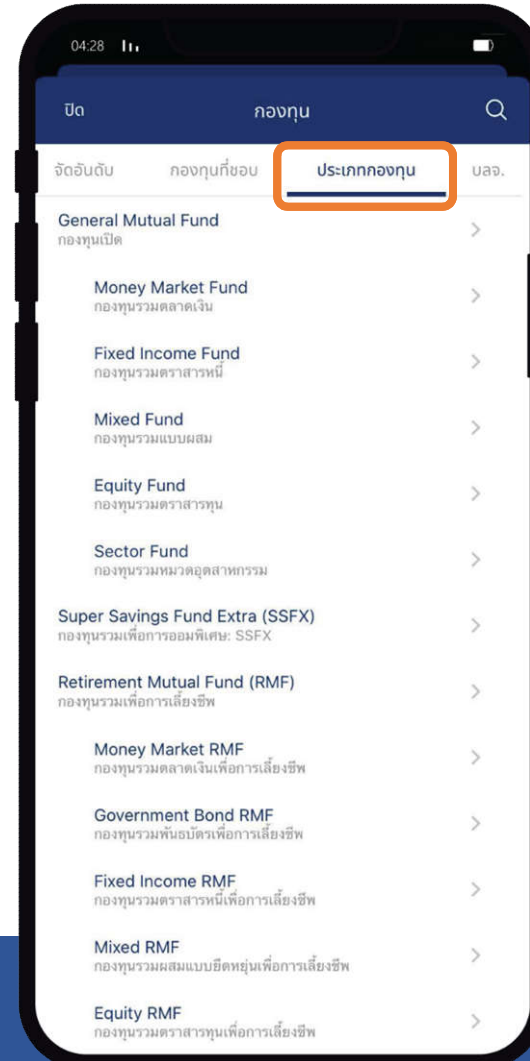 04:28
ปิด กองทุน
จัดอันดับ กองทุนที่ชอบ ประเภทกองทุน บลจ.
General Mutual Fund
กองทุนเปิด
Money Market Fund
กองทุนรวมตลาดเงิน
Fixed Income Fund
กองทุนรวมตราสารหนี้
Mixed Fund
กองทุนรวมแบบผสม
Equity Fund
กองทุนรวมตราสารทุน
Sector Fund
กองทุนรวมหมวดอุตสาหกรรม
Super Savings Fund Extra (SSFX)
กองทุนรวมเพื่อการออมพิเศษ: SSFX
Retirement Mutual Fund (RMF)
กองทุนรวมเพื่อการเลี้ยงชีพ
Money Market RMF
กองทุนรวมตลาดเงินเพื่อการเลี้ยงชีพ
Government Bond RMF
กองทุนรวมพันธบัตรเพื่อการเลี้ยงชีพ
Fixed Income RMF
กองทุนรวมตราสารหนี้เพื่อการเลี้ยงชีพ
Mixed RMF
กองทุนรวมผสมแบบยืดหยุ่นเพื่อการเลี้ยงชีพ
Equity RMF
กองทุนรวมตราสารทุนเพื่อการเลี้ยงชีพ